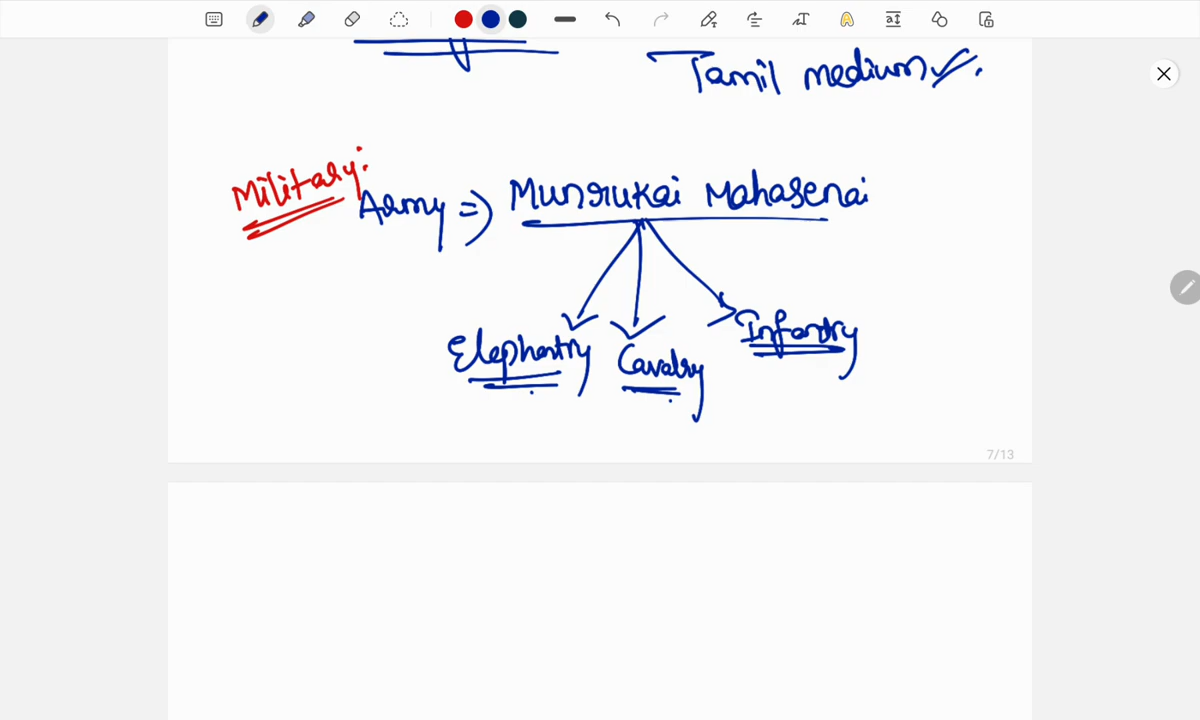 Tamil medium
Military:
Army => Munrukai Mahasenai
Elephantry Cavalry Infantry
7/13